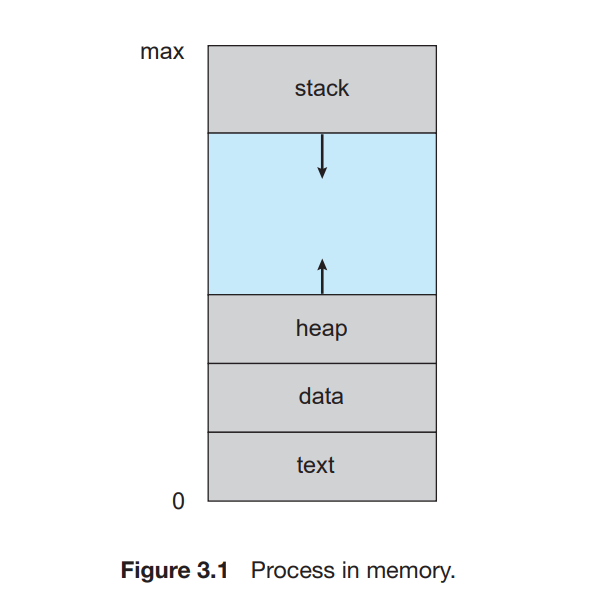 max
stack
heap
data
text
0
Figure 3.1 Process in memory.